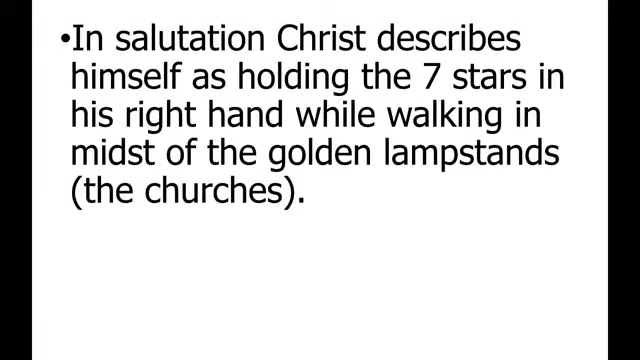 •In salutation Christ describes
himself as holding the 7 stars in
his right hand while walking in
midst of the golden lampstands
(the churches).